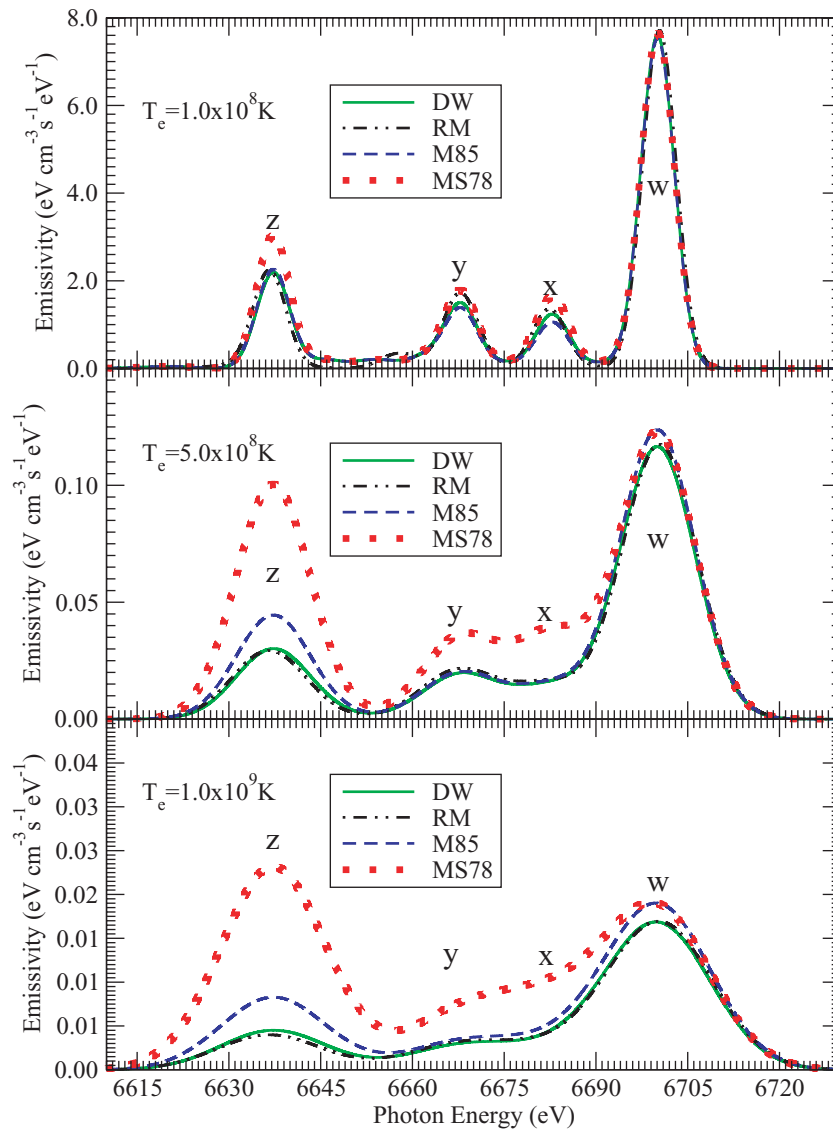 8.0
6.0
4.0
2.0
0.0
Emissivity (eV cm⁻³ s⁻¹ eV⁻¹)
Tₑ=1.0x10⁸K
DW
RM
M85
MS78
z
y
x
w
0.10
0.05
0.00
Emissivity (eV cm⁻³ s⁻¹ eV⁻¹)
Tₑ=5.0x10⁸K
DW
RM
M85
MS78
z
y
x
w
0.04
0.03
0.03
0.02
0.01
0.01
0.01
0.00
Emissivity (eV cm⁻³ s⁻¹ eV⁻¹)
Tₑ=1.0x10⁹K
DW
RM
M85
MS78
z
y
x
w
6615 6630 6645 6660 6675 6690 6705 6720
Photon Energy (eV)